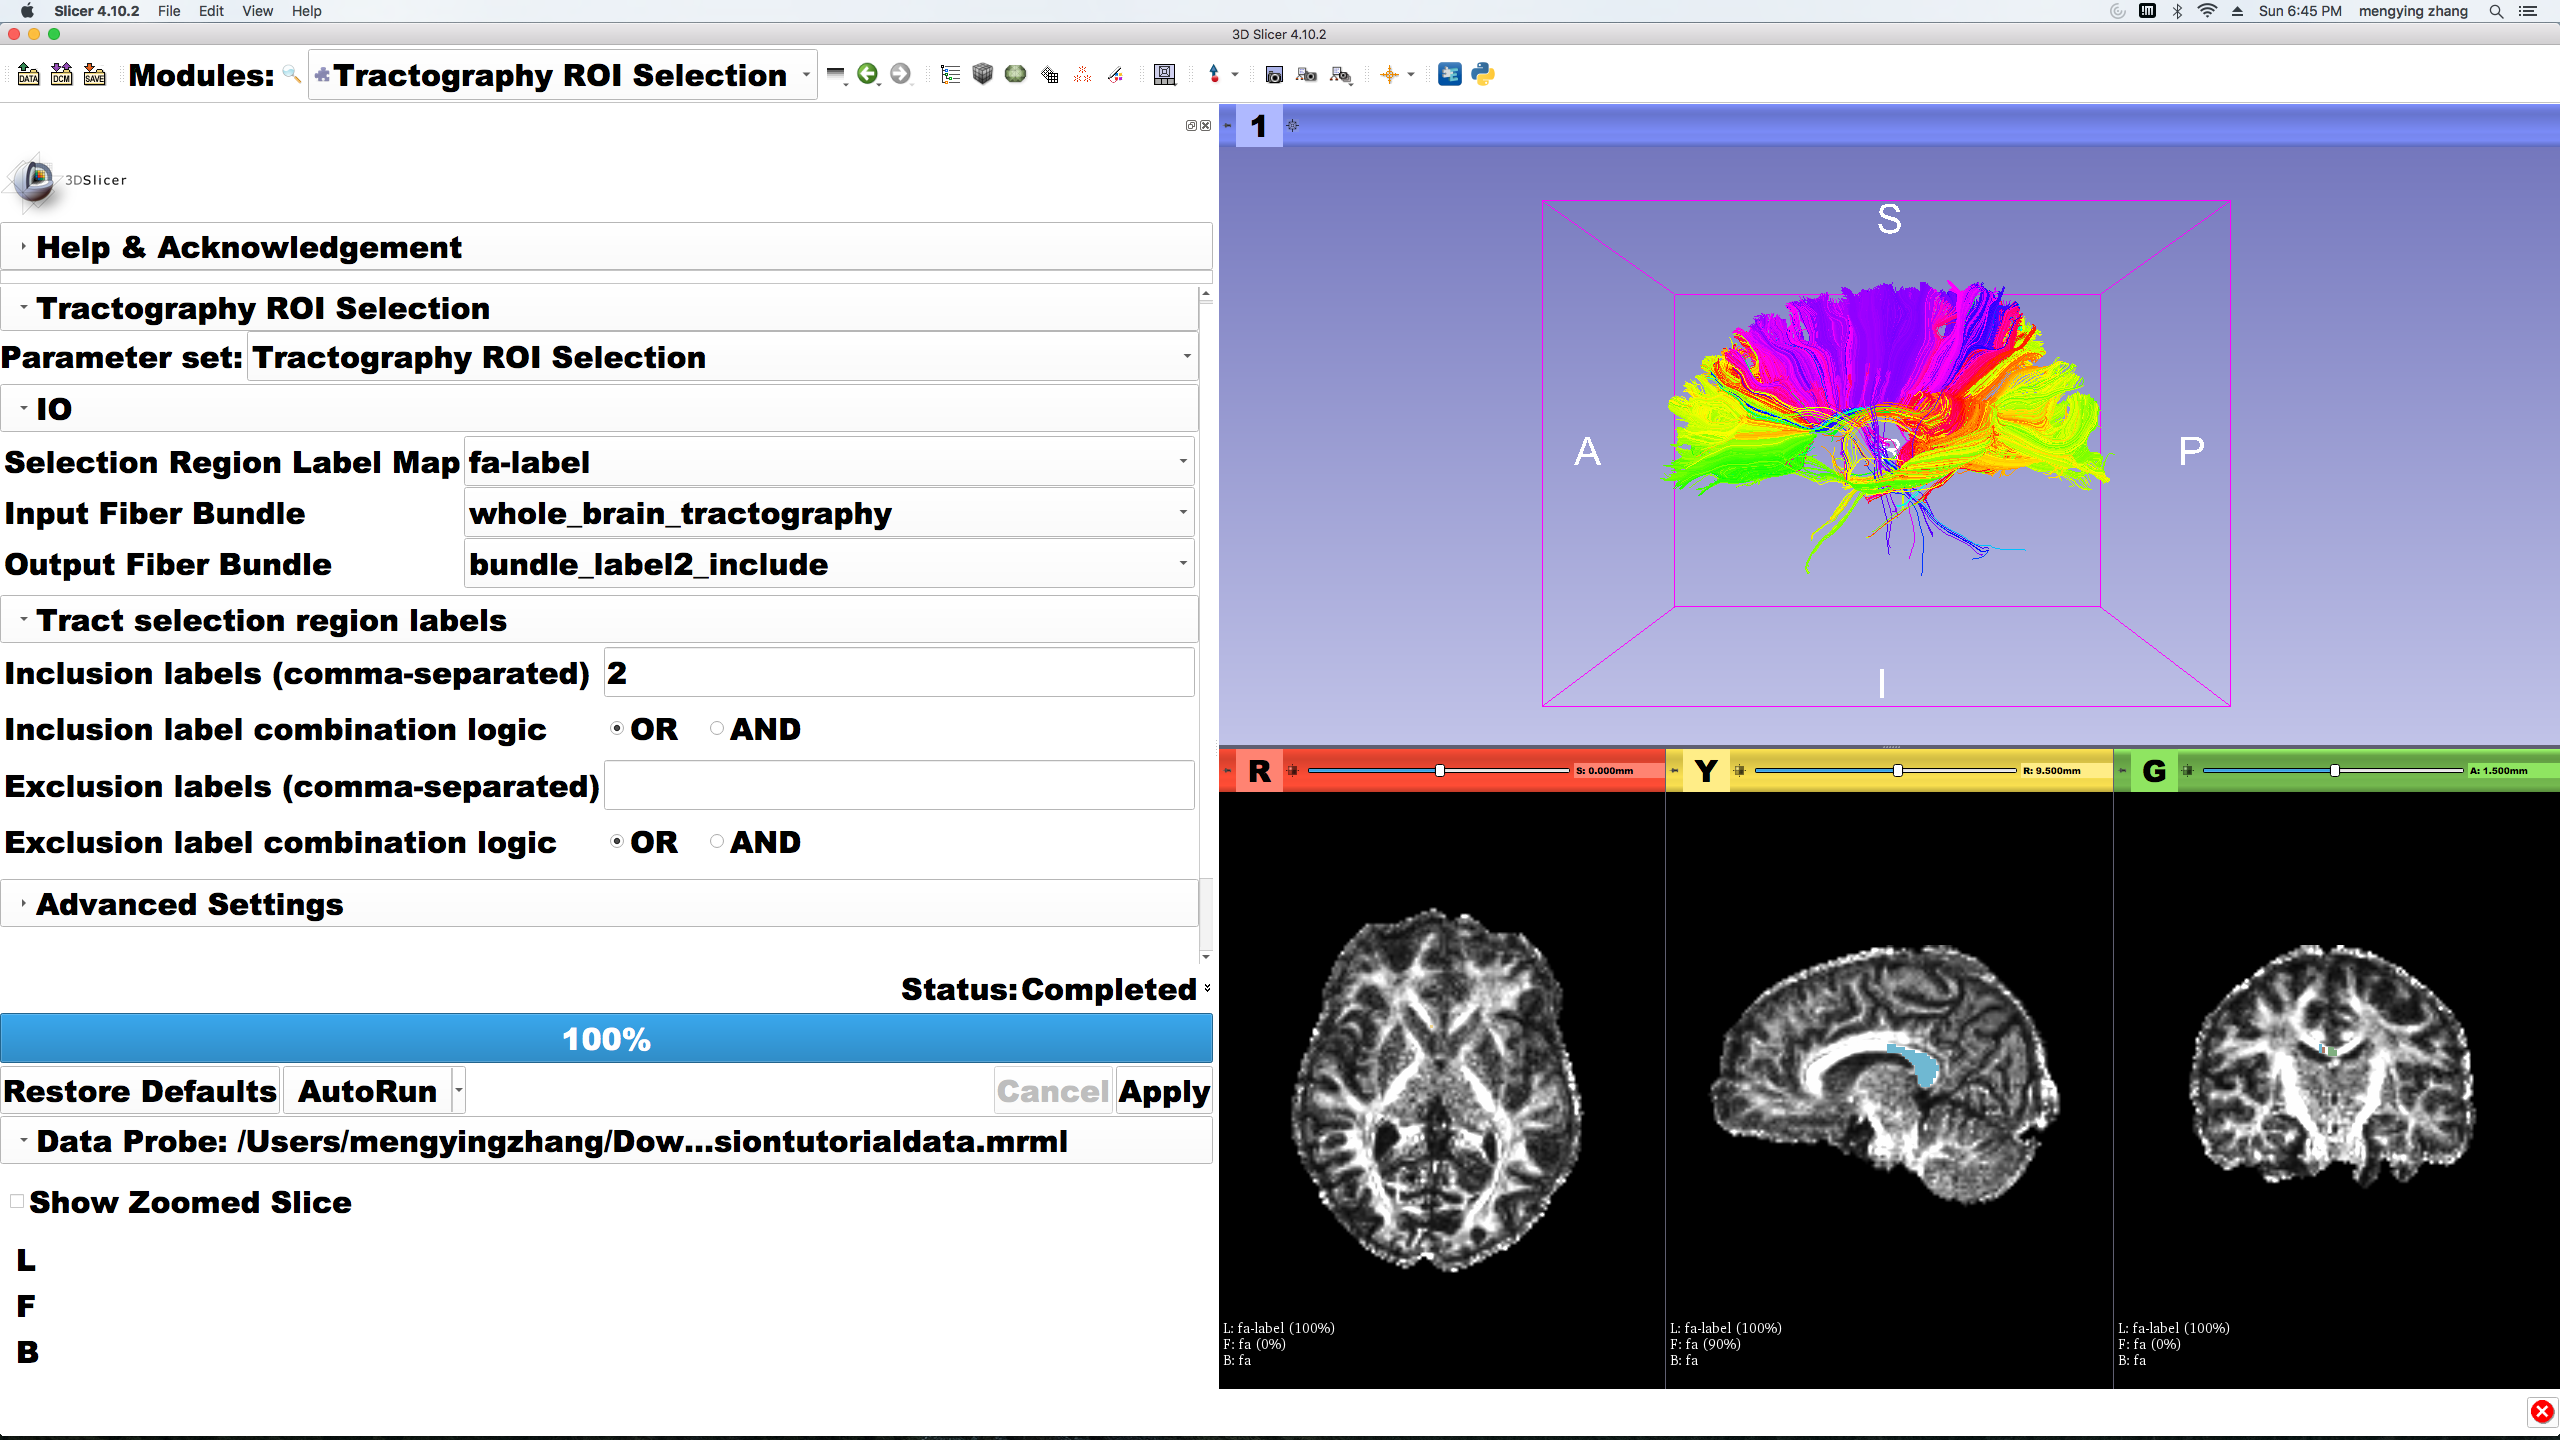 Slicer 4.10.2 File Edit View Help Sun 6:45 PM mengying zhang
3D Slicer 4.10.2
DATA DCM SAVE Modules: Tractography ROI Selection
1
3DSlicer
Help & Acknowledgement
Tractography ROI Selection
Parameter set: Tractography ROI Selection
IO
Selection Region Label Map fa-label
Input Fiber Bundle whole_brain_tractography
Output Fiber Bundle bundle_label2_include
Tract selection region labels
Inclusion labels (comma-separated) 2
Inclusion label combination logic OR AND
Exclusion labels (comma-separated)
Exclusion label combination logic OR AND
Advanced Settings
Status: Completed
100%
Restore Defaults AutoRun Cancel Apply
Data Probe: /Users/mengyingzhang/Dow...siontutorialdata.mrml
Show Zoomed Slice
L
F
B
S
A
P
I
R S: 0.000mm
Y R: 9.500mm
G A: 1.500mm
L: fa-label (100%)
F: fa (0%)
B: fa
L: fa-label (100%)
F: fa (90%)
B: fa
L: fa-label (100%)
F: fa (0%)
B: fa